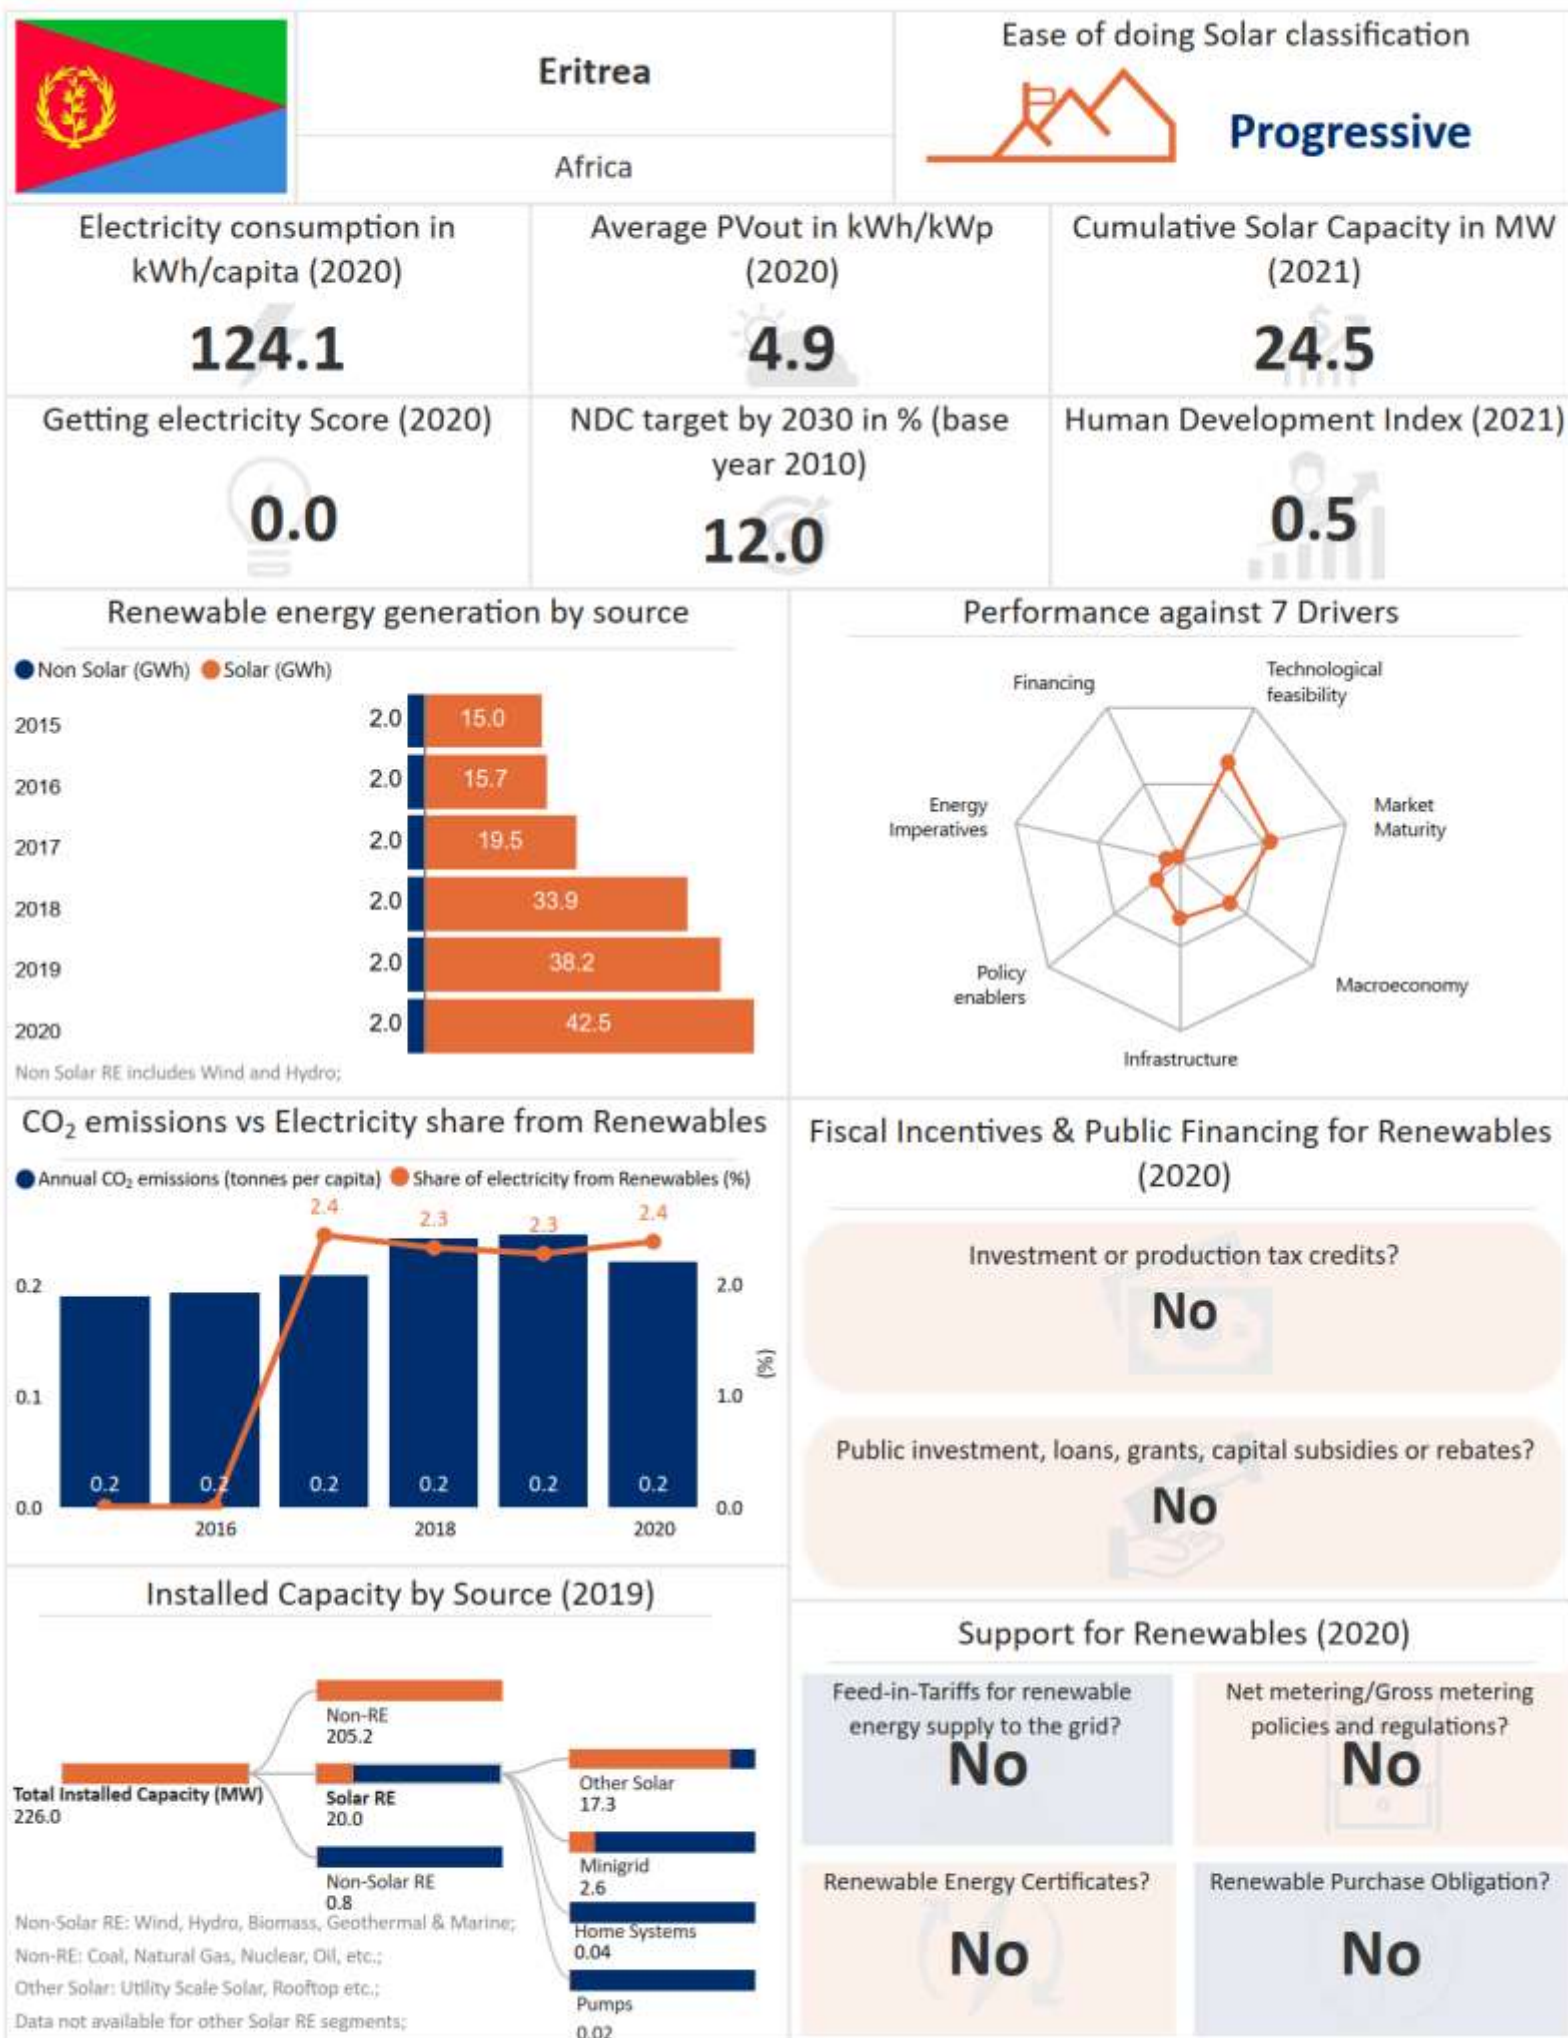 Eritrea
Africa
Ease of doing Solar classification
Progressive
Electricity consumption in
kWh/capita (2020)
124.1
Average PVout in kWh/kWp
(2020)
4.9
Cumulative Solar Capacity in MW
(2021)
24.5
Getting electricity Score (2020)
0.0
NDC target by 2030 in % (base
year 2010)
12.0
Human Development Index (2021)
0.5
Renewable energy generation by source
Non Solar (GWh) Solar (GWh)
2015 2.0 15.0
2016 2.0 15.7
2017 2.0 19.5
2018 2.0 33.9
2019 2.0 38.2
2020 2.0 42.5
Non Solar RE includes Wind and Hydro;
Performance against 7 Drivers
Financing
Technological
feasibility
Energy
Imperatives
Market
Maturity
Policy
enablers
Macroeconomy
Infrastructure
CO₂ emissions vs Electricity share from Renewables
Annual CO₂ emissions (tonnes per capita) Share of electricity from Renewables (%)
2.4 2.3 2.3 2.4
0.2 2.0
(%)
0.1 1.0
0.2 0.2 0.2 0.2 0.2 0.2
0.0 0.0
2016 2018 2020
Fiscal Incentives & Public Financing for Renewables
(2020)
Investment or production tax credits?
No
Public investment, loans, grants, capital subsidies or rebates?
No
Installed Capacity by Source (2019)
Total Installed Capacity (MW)
226.0
Non-RE
205.2
Solar RE
20.0
Non-Solar RE
0.8
Other Solar
17.3
Minigrid
2.6
Home Systems
0.04
Pumps
0.02
Non-Solar RE: Wind, Hydro, Biomass, Geothermal & Marine;
Non-RE: Coal, Natural Gas, Nuclear, Oil, etc.;
Other Solar: Utility Scale Solar, Rooftop etc.;
Data not available for other Solar RE segments;
Support for Renewables (2020)
Feed-in-Tariffs for renewable
energy supply to the grid?
No
Net metering/Gross metering
policies and regulations?
No
Renewable Energy Certificates?
No
Renewable Purchase Obligation?
No